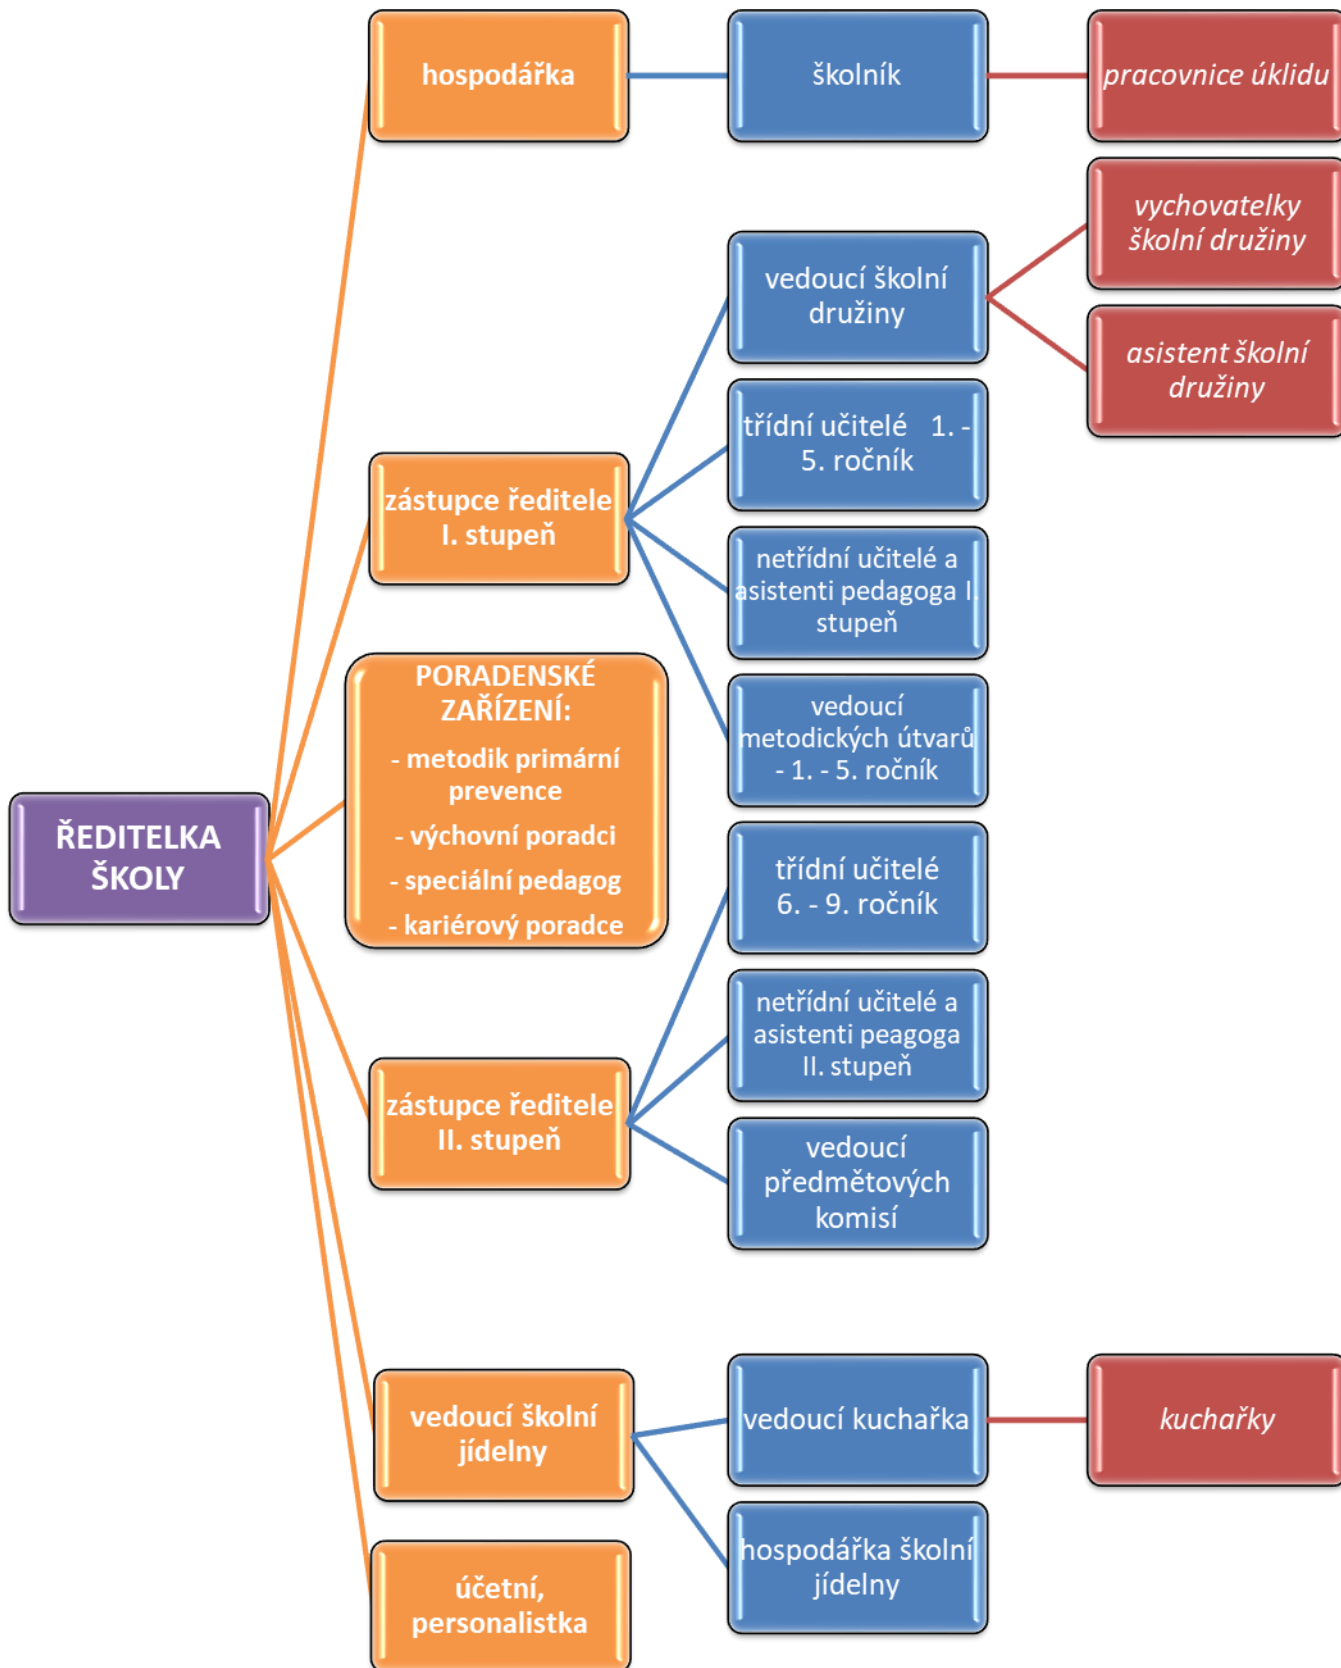 hospodářka
školník
pracovnice úklidu
vychovatelky
školní družiny
vedoucí školní
družiny
asistent školní
družiny
třídní učitelé 1. -
5. ročník
zástupce ředitele
I. stupeň
netřídní učitelé a
asistenti pedagoga I.
stupeň
PORADENSKÉ
ZAŘÍZENÍ:
- metodik primární
prevence
- výchovní poradci
- speciální pedagog
- kariérový poradce
vedoucí
metodických útvarů
- 1. - 5. ročník
ŘEDITELKA
ŠKOLY
třídní učitelé
6. - 9. ročník
netřídní učitelé a
asistenti peagoga
II. stupeň
zástupce ředitele
II. stupeň
vedoucí
předmětových
komisí
vedoucí školní
jídelny
vedoucí kuchařka
kuchařky
hospodářka školní
jídelny
účetní,
personalistka